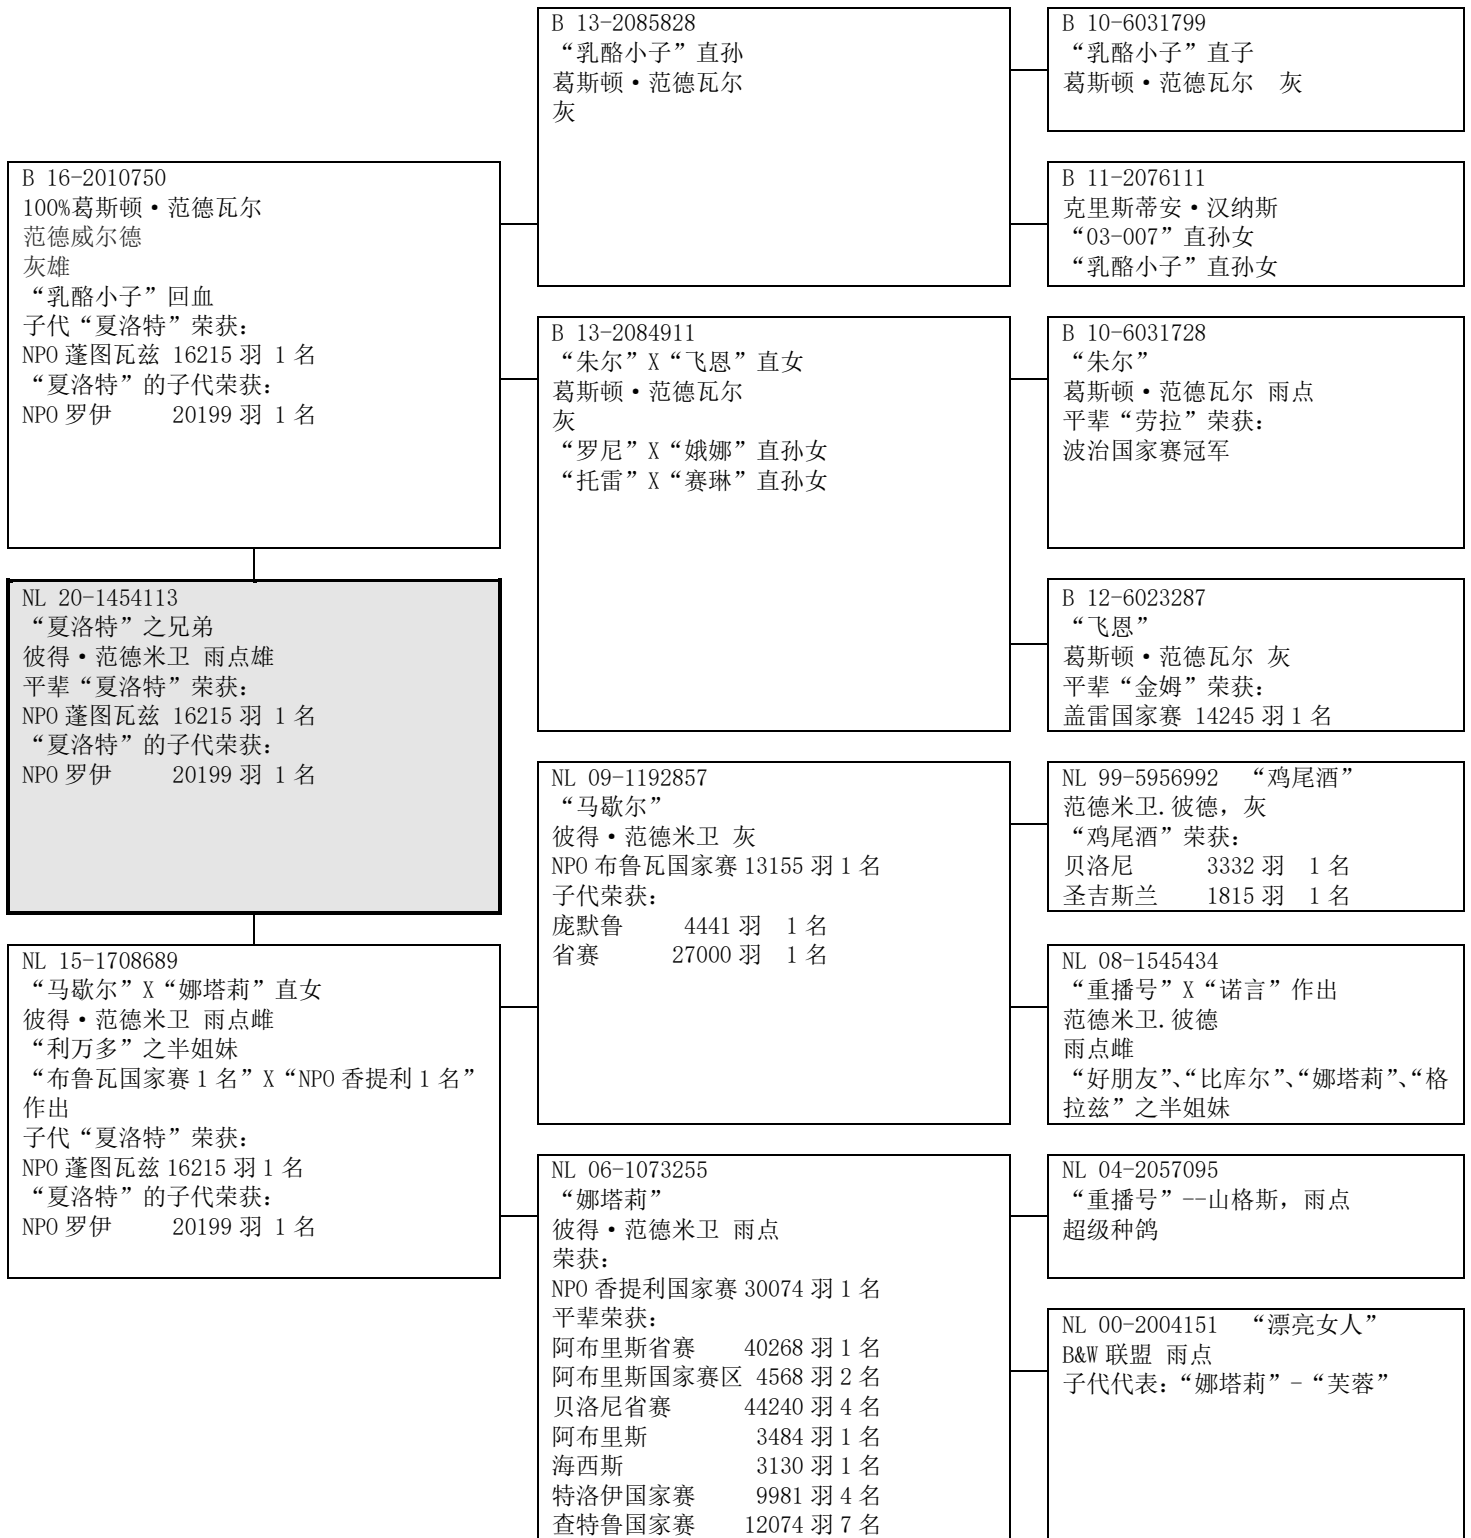 B 16-2010750
100%葛斯顿·范德瓦尔
范德威尔德
灰雄
“乳酪小子”回血
子代“夏洛特”荣获：
NPO 蓬图瓦兹 16215 羽 1 名
“夏洛特”的子代荣获：
NPO 罗伊 20199 羽 1 名
NL 20-1454113
“夏洛特”之兄弟
彼得·范德米卫 雨点雄
平辈“夏洛特”荣获：
NPO 蓬图瓦兹 16215 羽 1 名
“夏洛特”的子代荣获：
NPO 罗伊 20199 羽 1 名
NL 15-1708689
“马歇尔”X“娜塔莉”直女
彼得·范德米卫 雨点雌
“利万多”之半姐妹
“布鲁瓦国家赛 1 名”X“NPO 香提利 1 名”
作出
子代“夏洛特”荣获：
NPO 蓬图瓦兹 16215 羽 1 名
“夏洛特”的子代荣获：
NPO 罗伊 20199 羽 1 名
B 13-2085828
“乳酪小子”直孙
葛斯顿·范德瓦尔
灰
B 13-2084911
“朱尔”X“飞恩”直女
葛斯顿·范德瓦尔
灰
“罗尼”X“娥娜”直孙女
“托雷”X“赛琳”直孙女
NL 09-1192857
“马歇尔”
彼得·范德米卫 灰
NPO 布鲁瓦国家赛 13155 羽 1 名
子代荣获：
庞默鲁 4441 羽 1 名
省赛 27000 羽 1 名
NL 06-1073255
“娜塔莉”
彼得·范德米卫 雨点
荣获：
NPO 香提利国家赛 30074 羽 1 名
平辈荣获：
阿布里斯省赛 40268 羽 1 名
阿布里斯国家赛区 4568 羽 2 名
贝洛尼省赛 44240 羽 4 名
阿布里斯 3484 羽 1 名
海西斯 3130 羽 1 名
特洛伊国家赛 9981 羽 4 名
查特鲁国家赛 12074 羽 7 名
B 10-6031799
“乳酪小子”直子
葛斯顿·范德瓦尔 灰
B 11-2076111
克里斯蒂安·汉纳斯
“03-007”直孙女
“乳酪小子”直孙女
B 10-6031728
“朱尔”
葛斯顿·范德瓦尔 雨点
平辈“劳拉”荣获：
波治国家赛冠军
B 12-6023287
“飞恩”
葛斯顿·范德瓦尔 灰
平辈“金姆”荣获：
盖雷国家赛 14245 羽 1 名
NL 99-5956992 “鸡尾酒”
范德米卫.彼德，灰
“鸡尾酒”荣获：
贝洛尼 3332 羽 1 名
圣吉斯兰 1815 羽 1 名
NL 08-1545434
“重播号”X“诺言”作出
范德米卫.彼德
雨点雌
“好朋友”、“比库尔”、“娜塔莉”、“格
拉兹”之半姐妹
NL 04-2057095
“重播号”--山格斯，雨点
超级种鸽
NL 00-2004151 “漂亮女人”
B&W 联盟 雨点
子代代表：“娜塔莉”-“芙蓉”